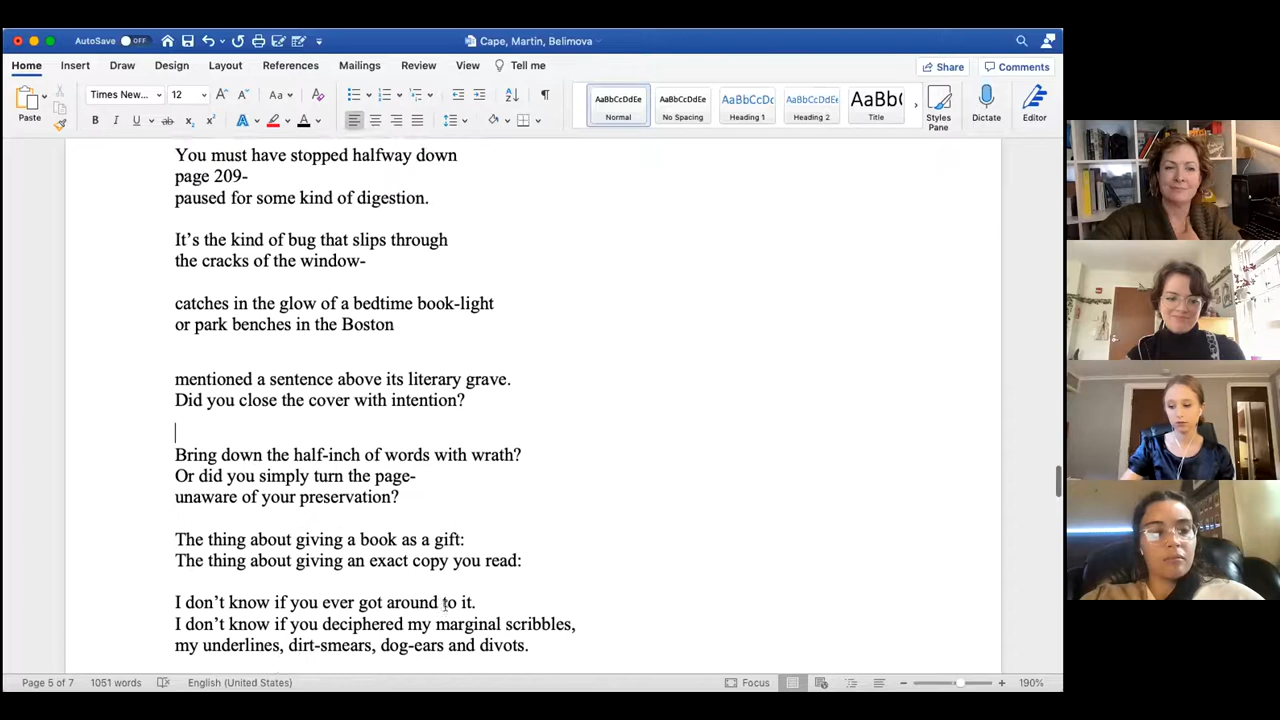 AutoSave OFF
Cape, Martin, Belimova
Home Insert Draw Design Layout References Mailings Review View Tell me Share Comments
Times New... 12 Aa
Paste
B I U ab x₂ x² A A
AaBbCcDdEe AaBbCcDdEe AaBbCcDc AaBbCcDdEe AaBb(
Normal No Spacing Heading 1 Heading 2 Title
Styles Pane
Dictate
Editor
You must have stopped halfway down
page 209-
paused for some kind of digestion.
It’s the kind of bug that slips through
the cracks of the window-
catches in the glow of a bedtime book-light
or park benches in the Boston
mentioned a sentence above its literary grave.
Did you close the cover with intention?
Bring down the half-inch of words with wrath?
Or did you simply turn the page-
unaware of your preservation?
The thing about giving a book as a gift:
The thing about giving an exact copy you read:
I don’t know if you ever got around to it.
I don’t know if you deciphered my marginal scribbles,
my underlines, dirt-smears, dog-ears and divots.
Page 5 of 7 1051 words English (United States) Focus 190%